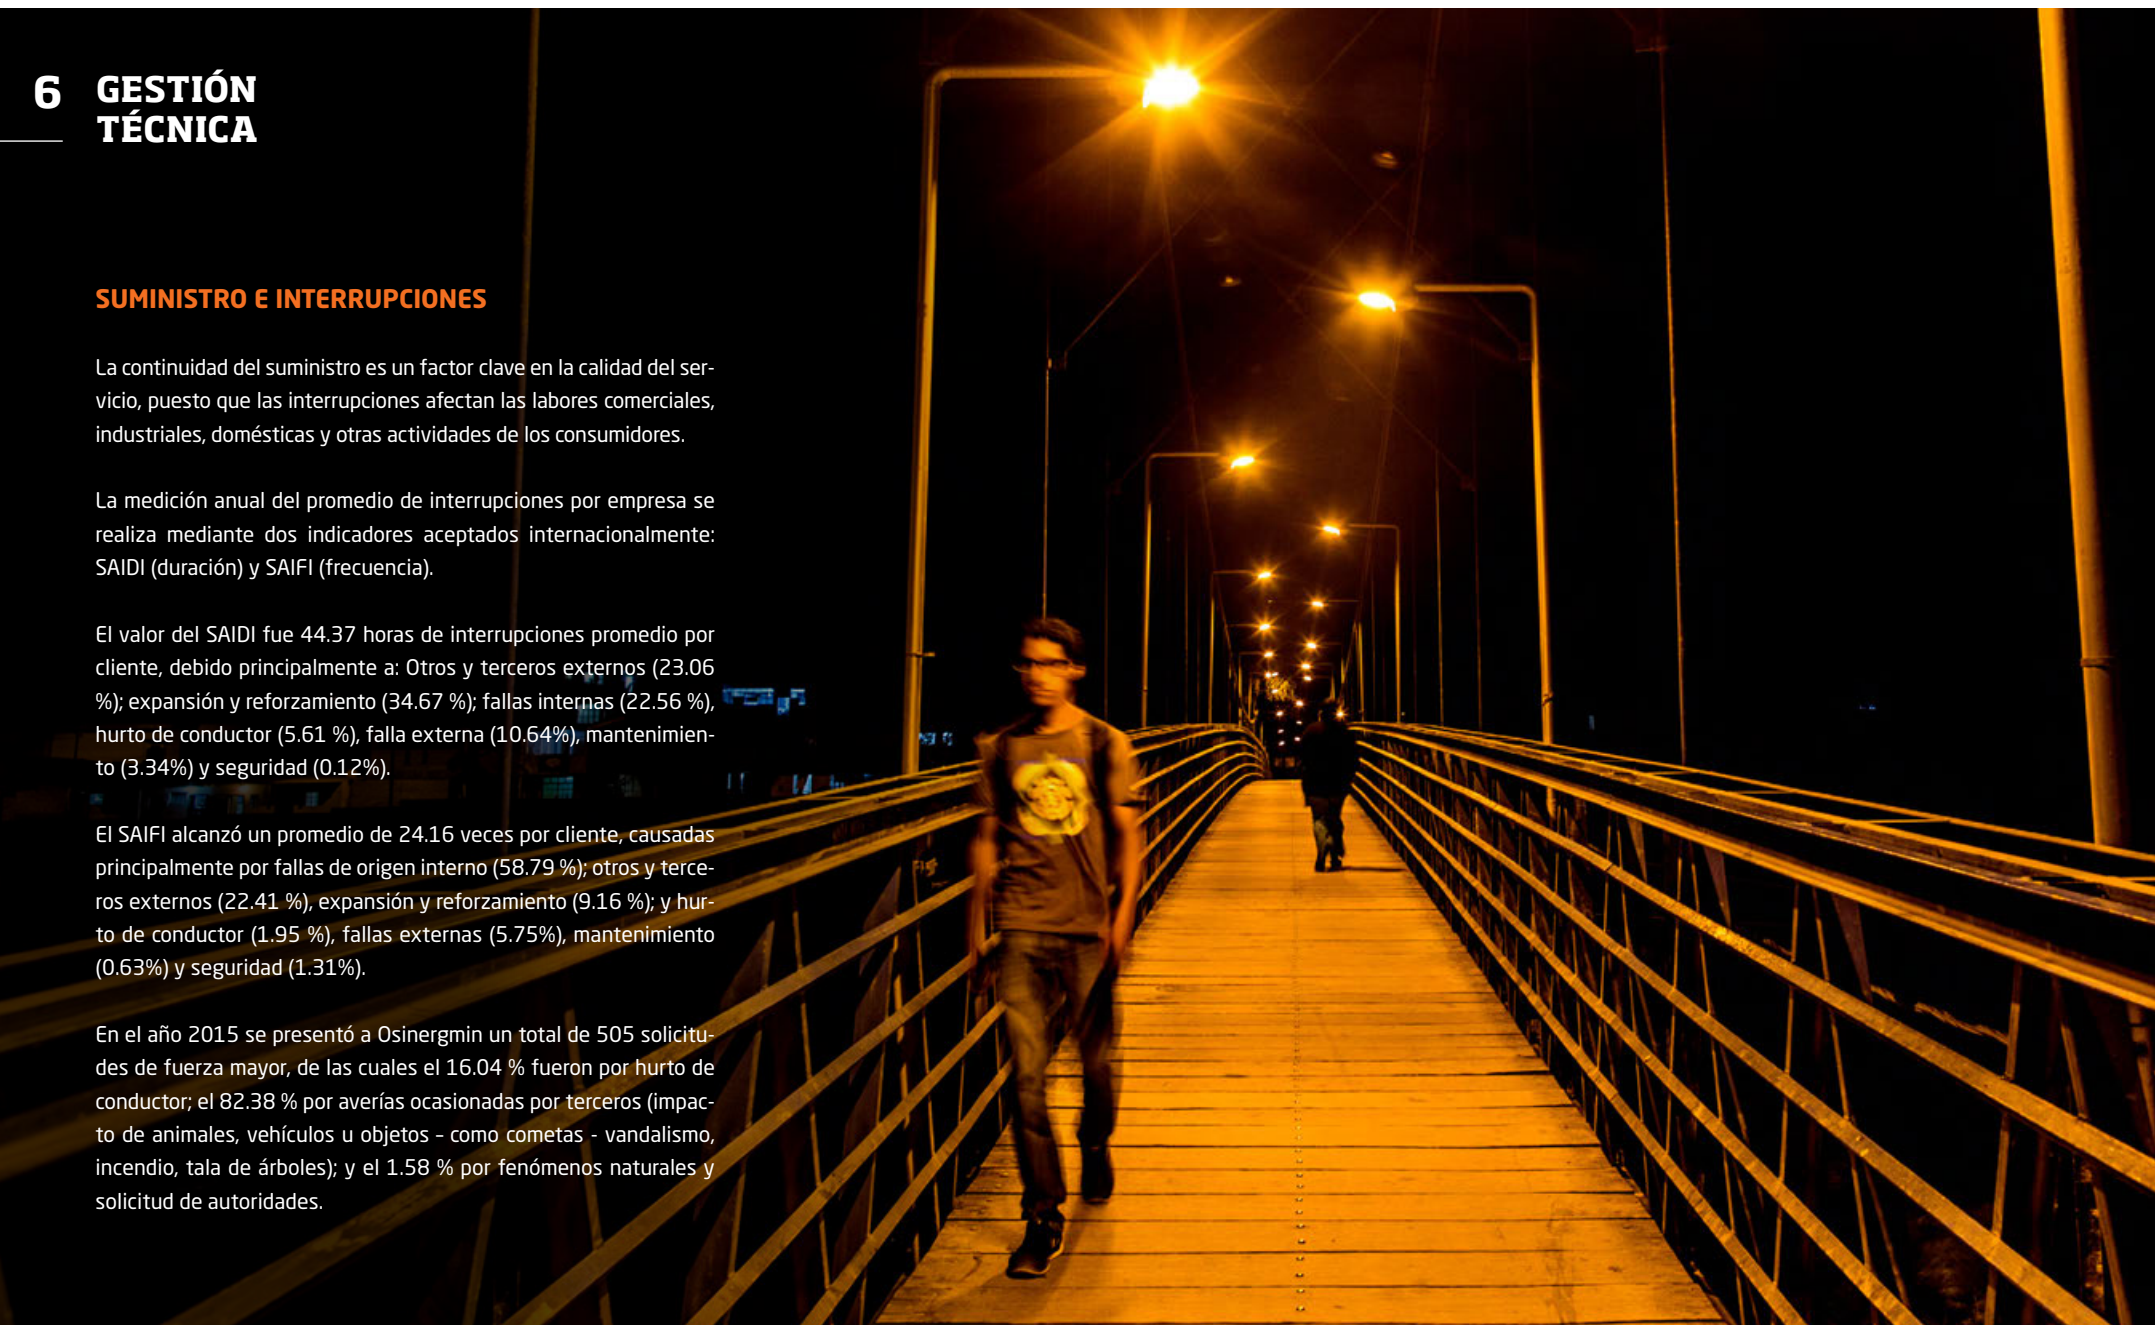 6 GESTIÓN
TÉCNICA
SUMINISTRO E INTERRUPCIONES
La continuidad del suministro es un factor clave en la calidad del ser-
vicio, puesto que las interrupciones afectan las labores comerciales,
industriales, domésticas y otras actividades de los consumidores.
La medición anual del promedio de interrupciones por empresa se
realiza mediante dos indicadores aceptados internacionalmente:
SAIDI (duración) y SAIFI (frecuencia).
El valor del SAIDI fue 44.37 horas de interrupciones promedio por
cliente, debido principalmente a: Otros y terceros externos (23.06
%); expansión y reforzamiento (34.67 %); fallas internas (22.56 %),
hurto de conductor (5.61 %), falla externa (10.64%), mantenimien-
to (3.34%) y seguridad (0.12%).
El SAIFI alcanzó un promedio de 24.16 veces por cliente, causadas
principalmente por fallas de origen interno (58.79 %); otros y terce-
ros externos (22.41 %), expansión y reforzamiento (9.16 %); y hur-
to de conductor (1.95 %), fallas externas (5.75%), mantenimiento
(0.63%) y seguridad (1.31%).
En el año 2015 se presentó a Osinergmin un total de 505 solicitu-
des de fuerza mayor, de las cuales el 16.04 % fueron por hurto de
conductor; el 82.38 % por averías ocasionadas por terceros (impac-
to de animales, vehículos u objetos – como cometas - vandalismo,
incendio, tala de árboles); y el 1.58 % por fenómenos naturales y
solicitud de autoridades.